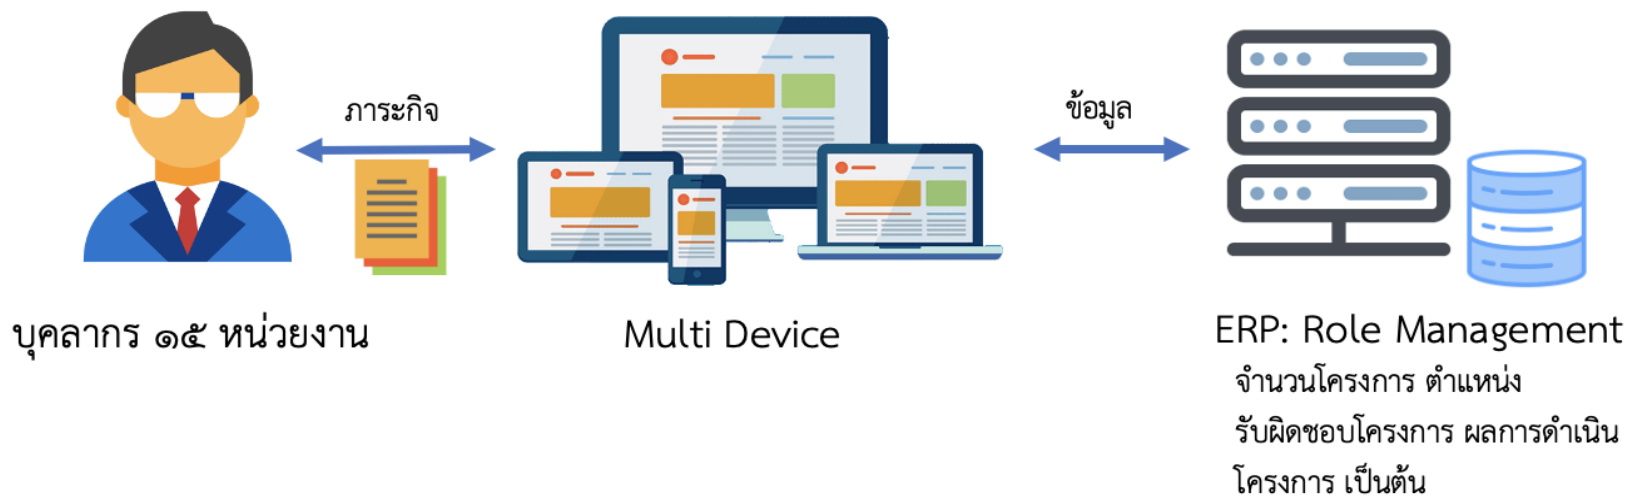 ภาระกิจ
ข้อมูล
บุคลากร ๑๕ หน่วยงาน
Multi Device
ERP: Role Management
จำนวนโครงการ ตำแหน่ง
รับผิดชอบโครงการ ผลการดำเนิน
โครงการ เป็นต้น